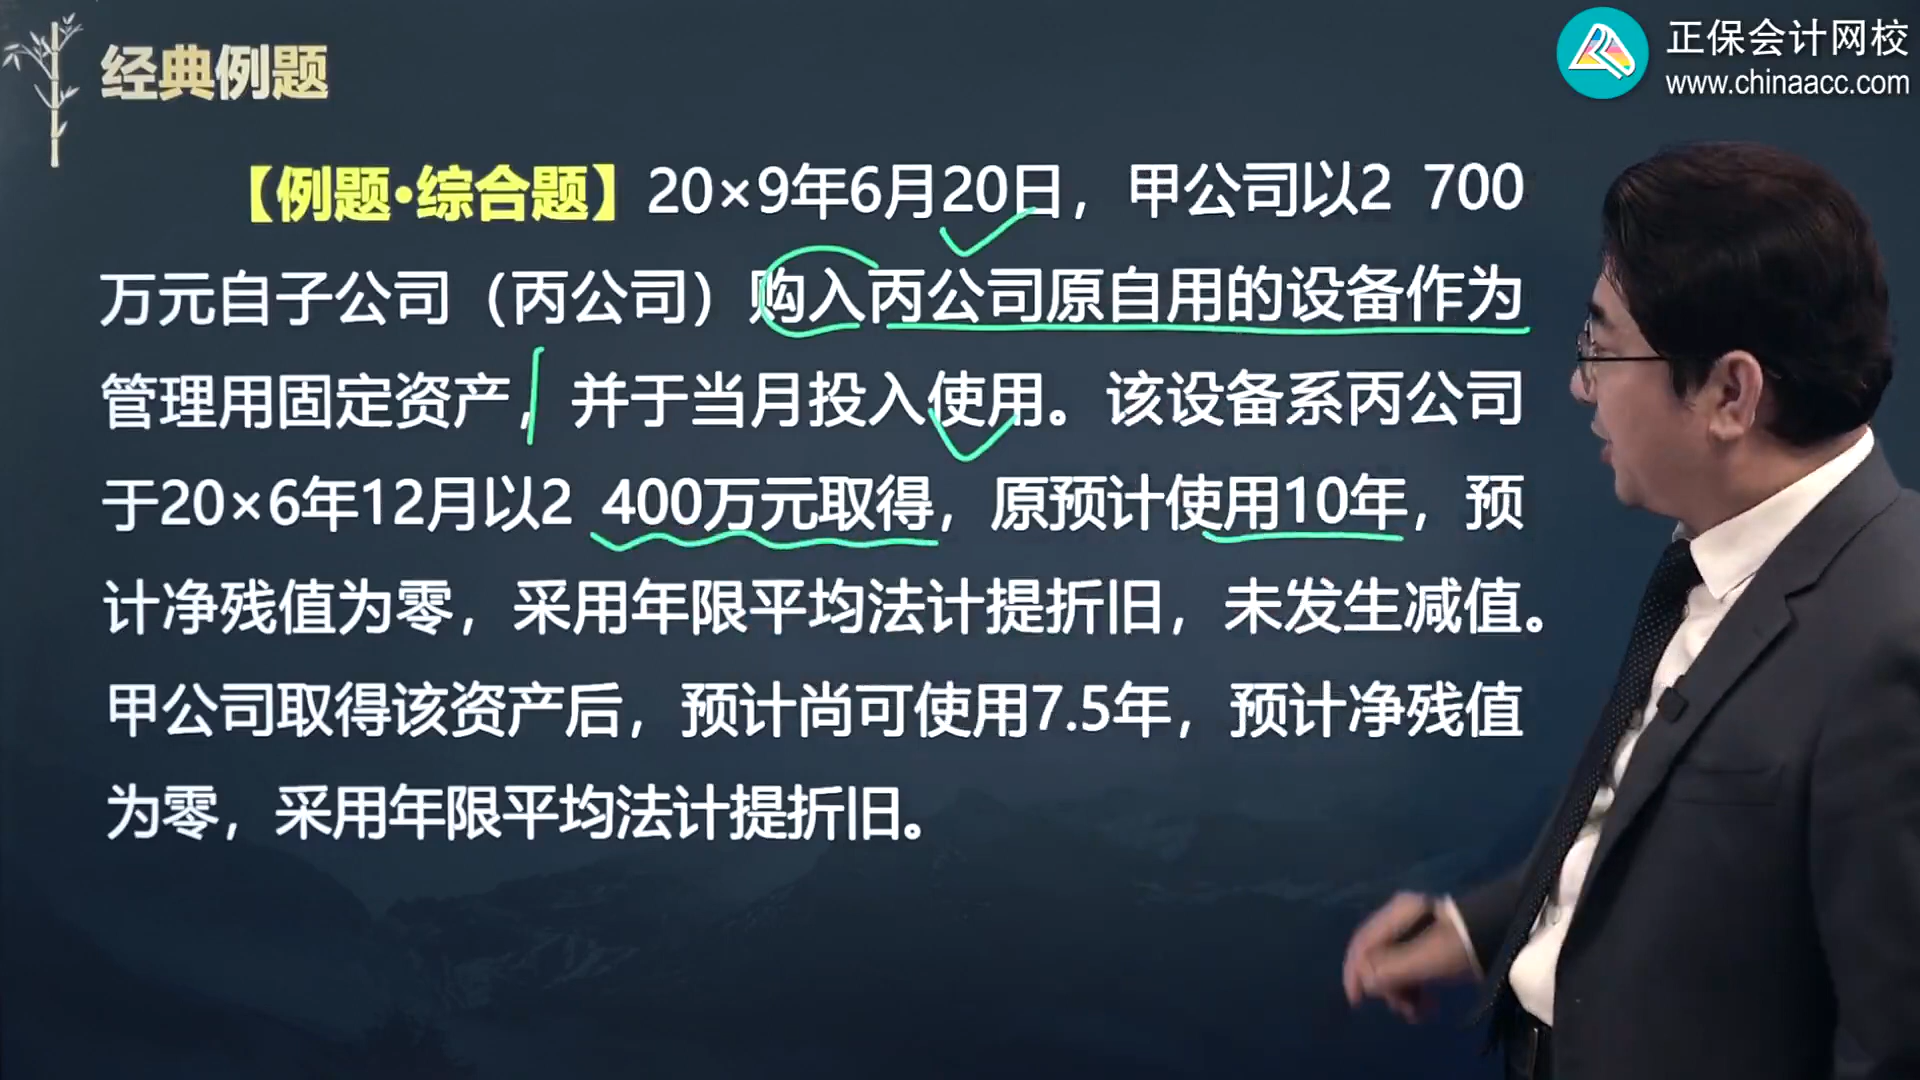 经典例题
正保会计网校
www.chinaacc.com
【例题·综合题】20×9年6月20日，甲公司以2 700
万元自子公司（丙公司）购入丙公司原自用的设备作为
管理用固定资产，并于当月投入使用。该设备系丙公司
于20×6年12月以2 400万元取得，原预计使用10年，预
计净残值为零，采用年限平均法计提折旧，未发生减值。
甲公司取得该资产后，预计尚可使用7.5年，预计净残值
为零，采用年限平均法计提折旧。